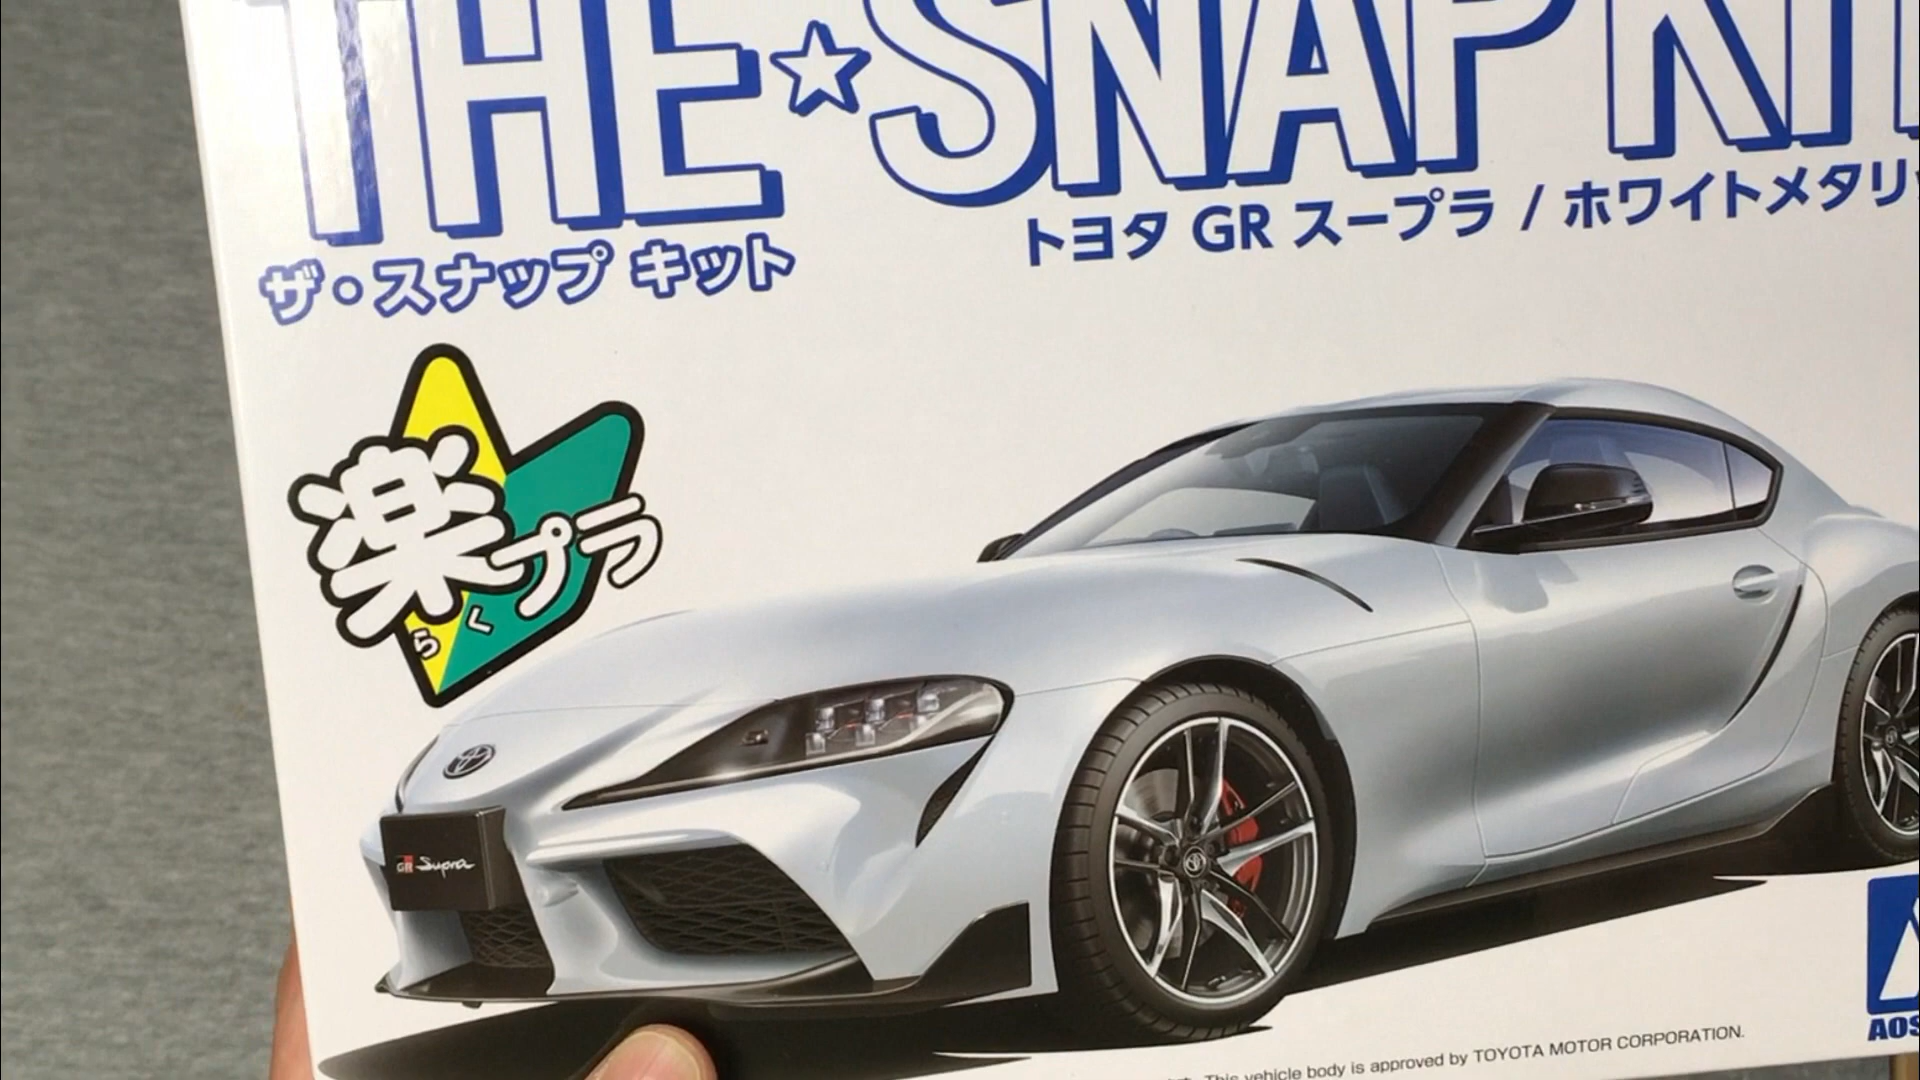 THE☆SNAP KIT
ザ・スナップ キット
トヨタ GR スープラ / ホワイトメタリ
楽プラ
らく
GR Supra
This vehicle body is approved by TOYOTA MOTOR CORPORATION.